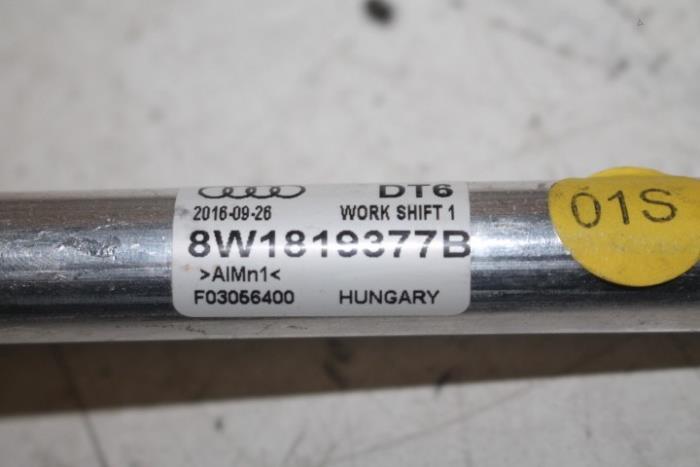 DT6
2016-09-26 WORK SHIFT 1
8W1819377B
>AlMn1<
F03056400 HUNGARY
01S